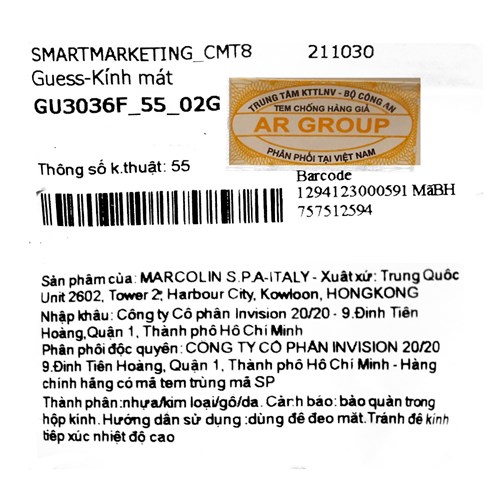 SMARTMARKETING_CMT8 211030
Guess-Kính mát
GU3036F_55_02G
TRUNG TÂM KTTLNV - BỘ CÔNG AN
TEM CHỐNG HÀNG GIẢ
AR GROUP
PHÂN PHỐI TẠI VIỆT NAM
Thông số k.thuật: 55
Barcode
1294123000591 MãBH
757512594
Sản phẩm của: MARCOLIN S.P.A-ITALY - Xuất xứ: Trung Quốc
Unit 2602, Tower 2, Harbour City, Kowloon, HONGKONG
Nhập khẩu: Công ty Cổ phần Invision 20/20 - 9.Đinh Tiên
Hoàng,Quận 1, Thành phố Hồ Chí Minh
Phân phối độc quyền: CÔNG TY CỔ PHẦN INVISION 20/20
9.Đinh Tiên Hoàng, Quận 1, Thành phố Hồ Chí Minh - Hàng
chính hãng có mã tem trùng mã SP
Thành phần:nhựa/kim loại/gỗ/da. Cảnh báo: bảo quản trong
hộp kính. Hướng dẫn sử dụng :dùng để đeo mắt.Tránh để kính
tiếp xúc nhiệt độ cao